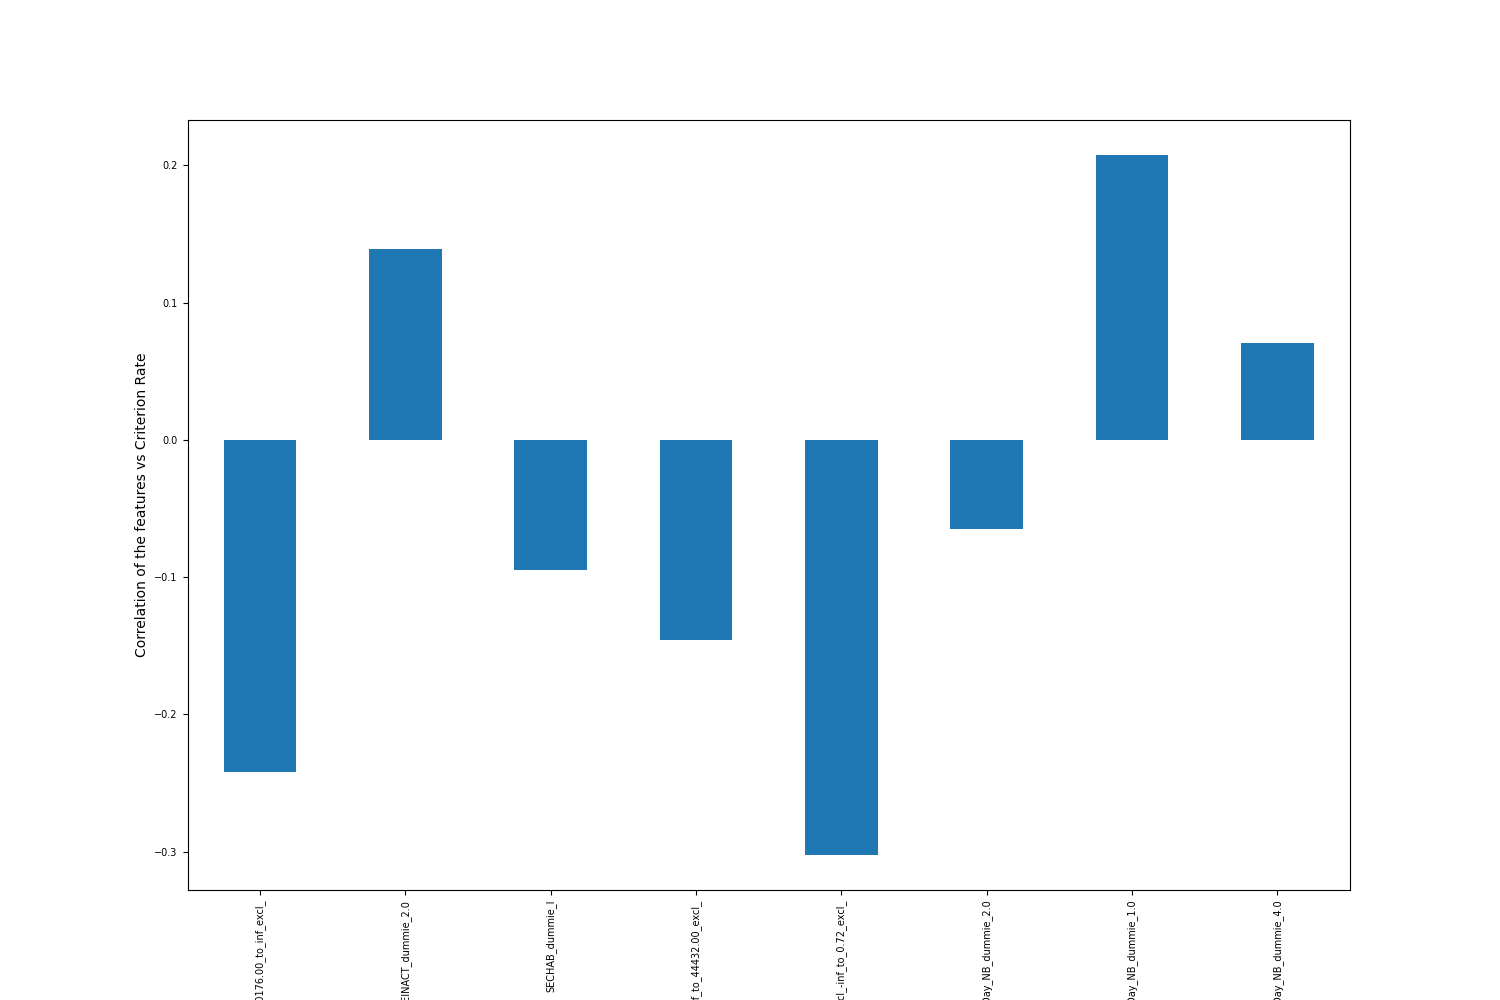 Correlation of the features vs Criterion Rate
0.2
0.1
0.0
−0.1
−0.2
−0.3
0176.00_to_inf_excl_
EINACT_dummie_2.0
SECHAB_dummie_I
f_to_44432.00_excl_
cl_-inf_to_0.72_excl_
Day_NB_dummie_2.0
Day_NB_dummie_1.0
Day_NB_dummie_4.0